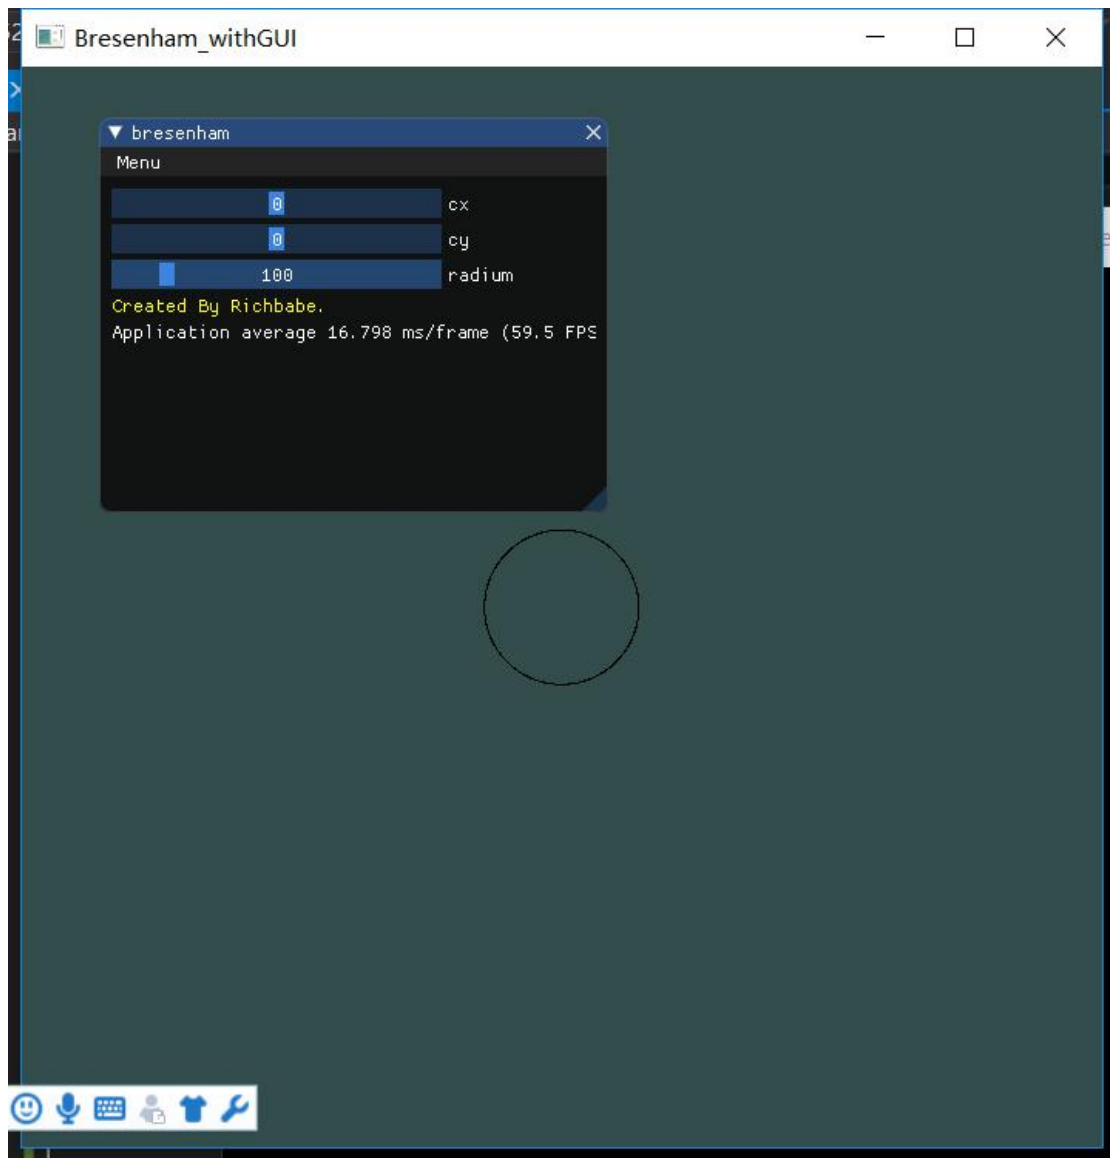 Bresenham_withGUI
bresenham
Menu
0 cx
0 cy
100 radium
Created By Richbabe.
Application average 16.798 ms/frame (59.5 FPS